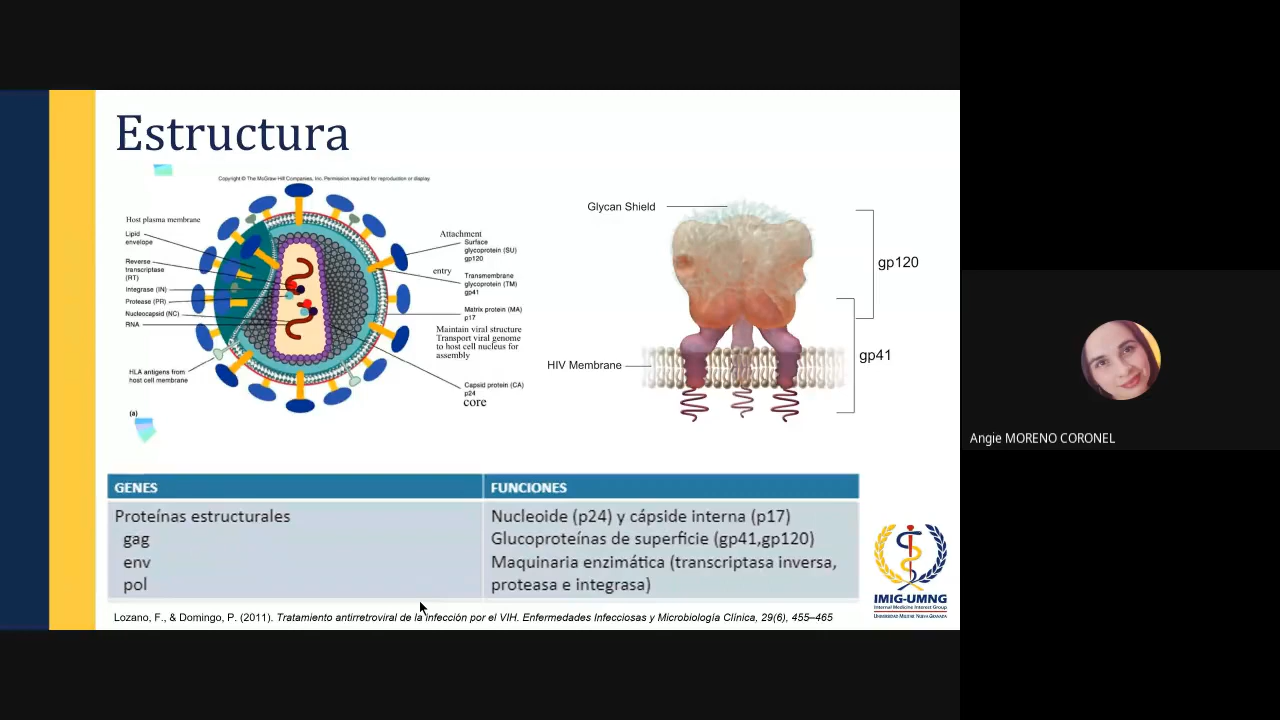 Estructura
Copyright © The McGraw-Hill Companies, Inc. Permission required for reproduction or display.
Host plasma membrane
Lipid
envelope
Reverse
transcriptase
(RT)
Integrase (IN)
Protease (PR)
Nucleocapsid (NC)
RNA
HLA antigens from
host cell membrane
(a)
Attachment
Surface
glycoprotein (SU)
gp120
entry
Transmembrane
glycoprotein (TM)
gp41
Matrix protein (MA)
p17
Maintain viral structure
Transport viral genome
to host cell nucleus for
assembly
Capsid protein (CA)
p24
core
Glycan Shield
gp120
gp41
HIV Membrane
GENES
FUNCIONES
Proteínas estructurales
gag
env
pol
Nucleoide (p24) y cápside interna (p17)
Glucoproteínas de superficie (gp41,gp120)
Maquinaria enzimática (transcriptasa inversa,
proteasa e integrasa)
Lozano, F., & Domingo, P. (2011). Tratamiento antirretroviral de la infección por el VIH. Enfermedades Infecciosas y Microbiología Clínica, 29(6), 455–465
IMIG-UMNG
Internal Medicine Interest Group
Universidad Militar Nueva Granada
Angie MORENO CORONEL